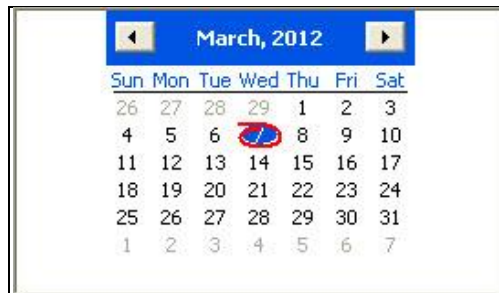 March, 2012
Sun Mon Tue Wed Thu Fri Sat
26 27 28 29 1 2 3
4 5 6 7 8 9 10
11 12 13 14 15 16 17
18 19 20 21 22 23 24
25 26 27 28 29 30 31
1 2 3 4 5 6 7